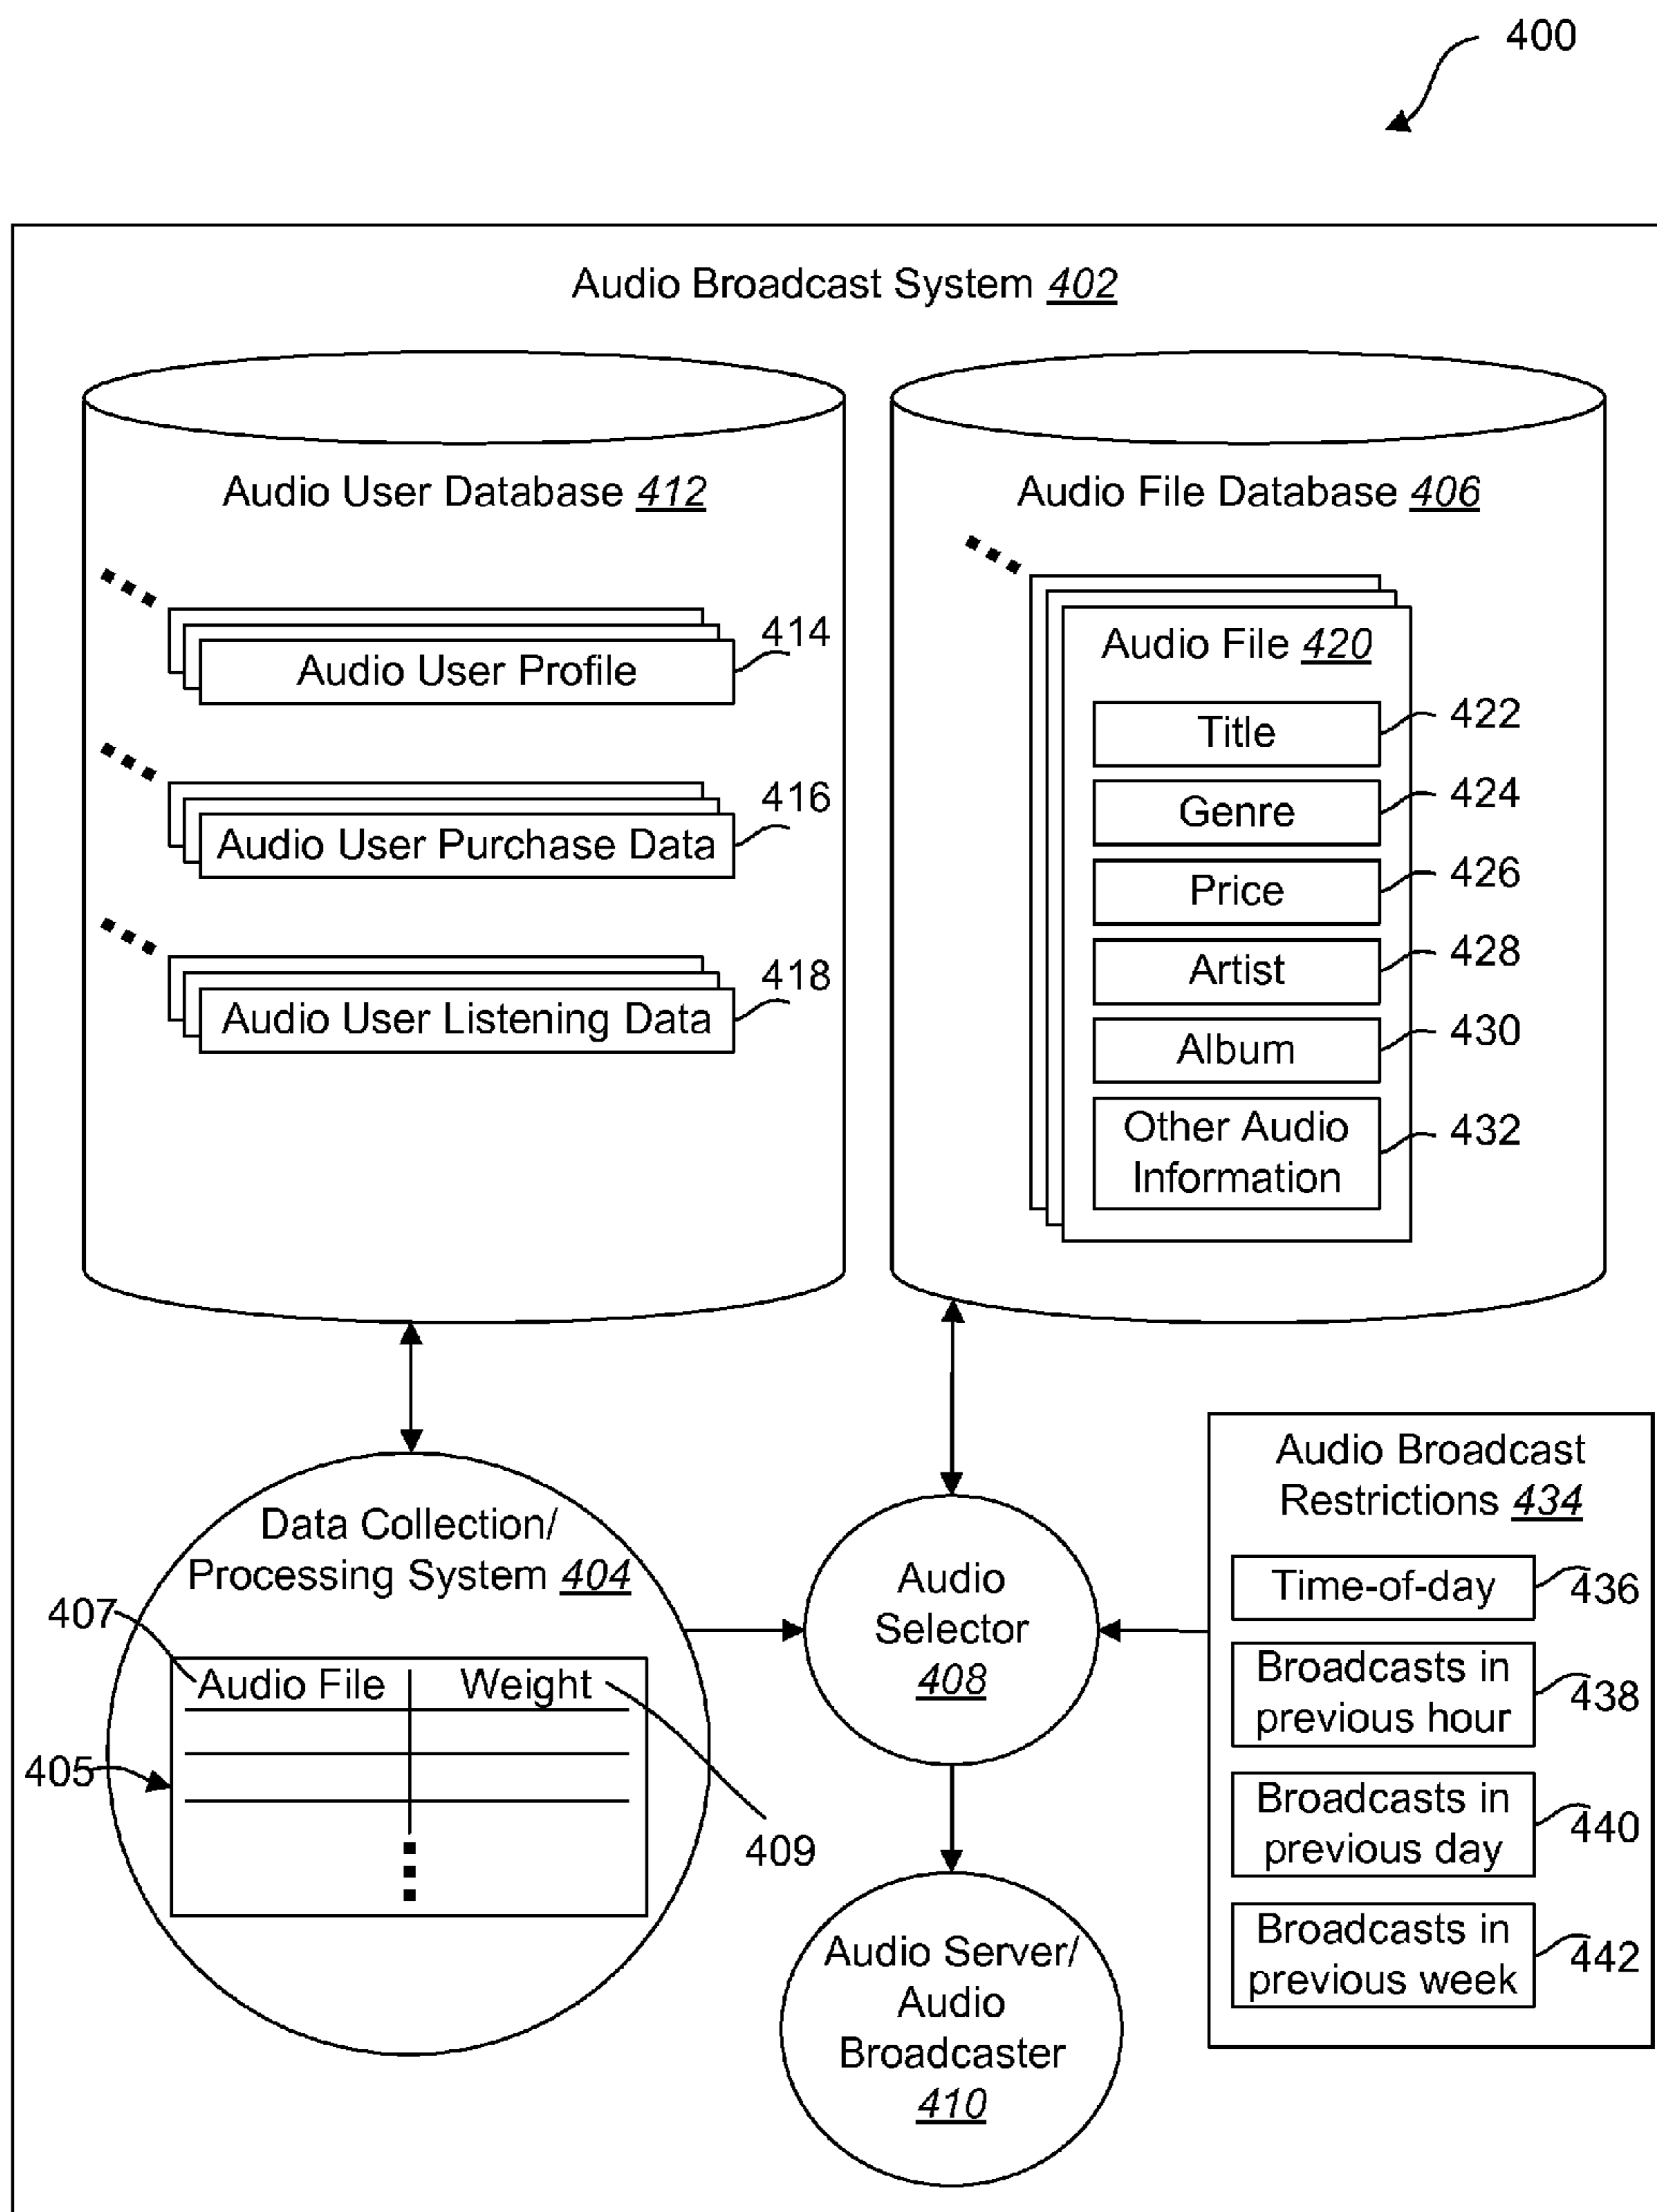 400
Audio Broadcast System 402
Audio User Database 412
414
Audio User Profile
416
Audio User Purchase Data
418
Audio User Listening Data
Audio File Database 406
Audio File 420
Title
422
Genre
424
Price
426
Artist
428
Album
430
Other Audio
Information
432
Data Collection/
Processing System 404
407
Audio File
Weight
405
409
Audio
Selector
408
Audio Server/
Audio
Broadcaster
410
Audio Broadcast
Restrictions 434
Time-of-day
436
Broadcasts in
previous hour
438
Broadcasts in
previous day
440
Broadcasts in
previous week
442